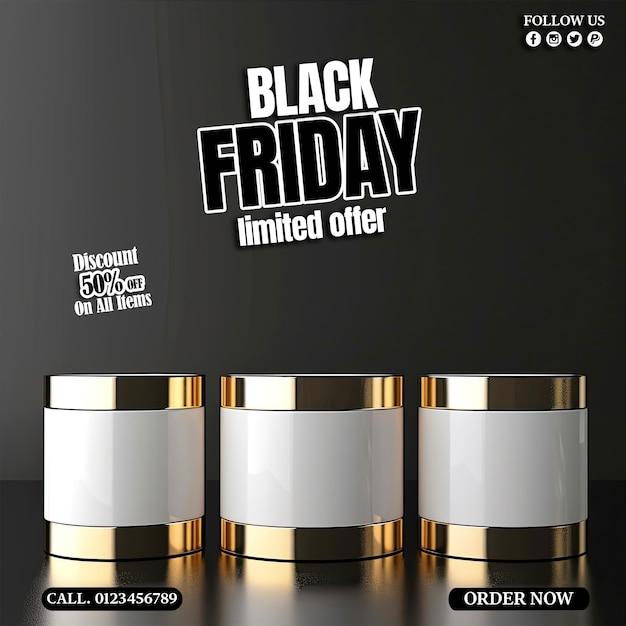 FOLLOW US
BLACK
FRIDAY
limited offer
Discount
50% OFF
On All Items
CALL. 0123456789
ORDER NOW